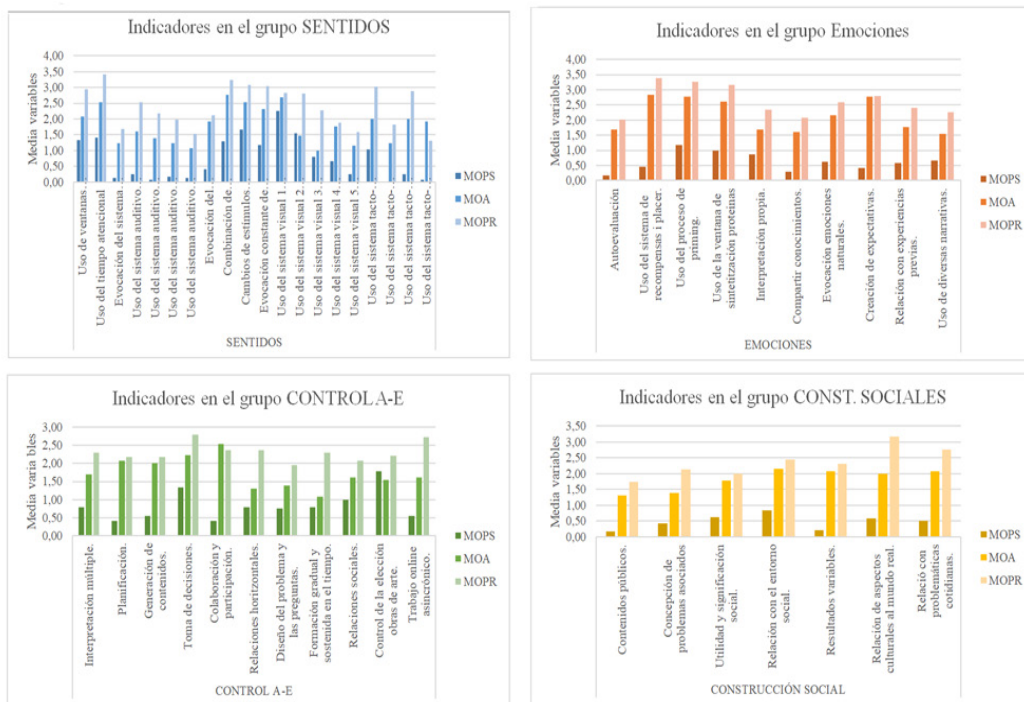 Indicadores en el grupo SENTIDOS
Media variables
4,00
3,50
3,00
2,50
2,00
1,50
1,00
0,50
0,00
Uso de ventanas.
Uso del tiempo atencional
Evocación del sistema
Uso del sistema auditivo.
Uso del sistema auditivo.
Uso del sistema auditivo.
Uso del sistema auditivo.
Evocación del
Combinación de
Cambios de estímulos.
Evocación constante de
Uso del sistema visual 1.
Uso del sistema visual 2.
Uso del sistema visual 3.
Uso del sistema visual 4.
Uso del sistema visual 5.
Uso del sistema tacto-
Uso del sistema tacto-
Uso del sistema tacto-
Uso del sistema tacto-
SENTIDOS
MOPS
MOA
MOPR
Indicadores en el grupo Emociones
Media variables
4,00
3,50
3,00
2,50
2,00
1,50
1,00
0,50
0,00
Autoevaluación
Uso del sistema de
recompensas i placer.
Uso del proceso de
prinning.
Uso de la ventana de
sintetitzación proteinas
Interpretación propia.
Compartir conocimientos.
Evocación emociones
naturales.
Creación de expectativas.
Relación con experiencias
previas.
Uso de diversas narrativas.
EMOCIONES
MOPS
MOA
MOPR
Indicadores en el grupo CONTROL A-E
Media varia bles
3,00
2,50
2,00
1,50
1,00
0,50
0,00
Interpretación múltiple.
Planificación.
Generación de
contenidos.
Toma de decisiones.
Colaboración y
participación.
Relaciones horizontales.
Diseño del problema y
las preguntas.
Formación gradual y
sostenida en el tiempo.
Relaciones sociales.
Control de la elección
obras de arte.
Trabajo online
asincrónico.
CONTROL A-E
MOPS
MOA
MOPR
Indicadores en el grupo CONST. SOCIALES
Media variables
3,50
3,00
2,50
2,00
1,50
1,00
0,50
0,00
Contenidos públicos.
Concepción de
problemas asociados
Utilidad y significación
social.
Relación con el entorno
social.
Resultados variables.
Relación de aspectos
culturales al mundo real.
Relació con
problemáticas
cotidianas.
CONSTRUCCIÓN SOCIAL
MOPS
MOA
MOPR